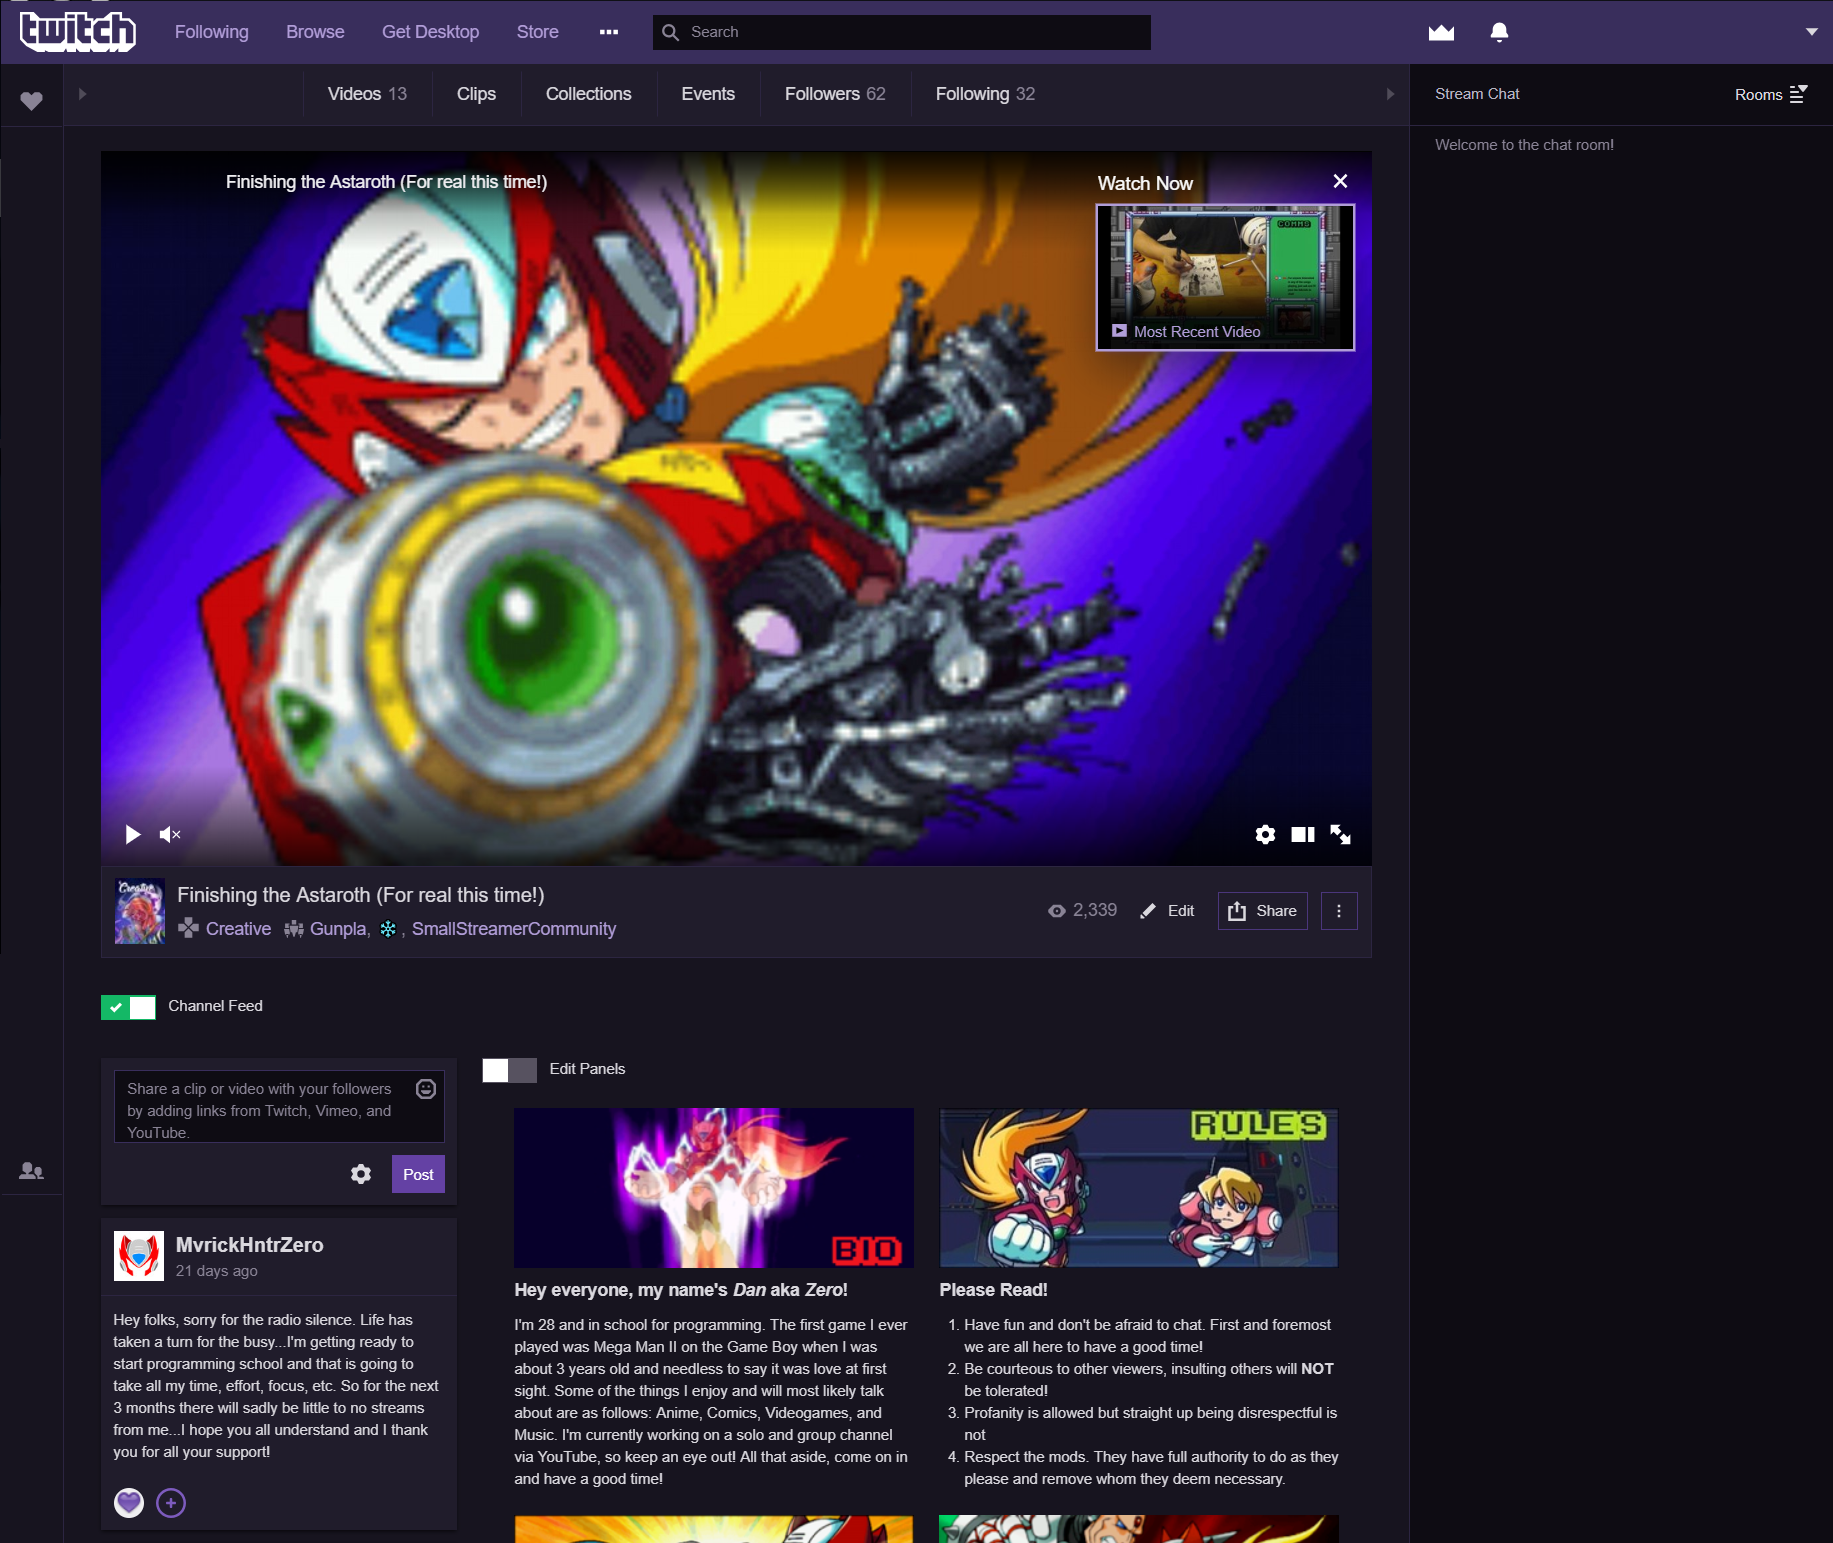 twitch
Following
Browse
Get Desktop
Store
Search
Videos 13
Clips
Collections
Events
Followers 62
Following 32
Stream Chat
Rooms
Welcome to the chat room!
Finishing the Astaroth (For real this time!)
Watch Now
COMMS
Most Recent Video
Creative
Finishing the Astaroth (For real this time!)
Creative
Gunpla,
, SmallStreamerCommunity
2,339
Edit
Share
Channel Feed
Share a clip or video with your followers
by adding links from Twitch, Vimeo, and
YouTube.
Post
MvrickHntrZero
21 days ago
Hey folks, sorry for the radio silence. Life has
taken a turn for the busy...I'm getting ready to
start programming school and that is going to
take all my time, effort, focus, etc. So for the next
3 months there will sadly be little to no streams
from me...I hope you all understand and I thank
you for all your support!
Edit Panels
BIO
Hey everyone, my name's Dan aka Zero!
I'm 28 and in school for programming. The first game I ever
played was Mega Man II on the Game Boy when I was
about 3 years old and needless to say it was love at first
sight. Some of the things I enjoy and will most likely talk
about are as follows: Anime, Comics, Videogames, and
Music. I'm currently working on a solo and group channel
via YouTube, so keep an eye out! All that aside, come on in
and have a good time!
RULES
Please Read!
1. Have fun and don't be afraid to chat. First and foremost
we are all here to have a good time!
2. Be courteous to other viewers, insulting others will NOT
be tolerated!
3. Profanity is allowed but straight up being disrespectful is
not
4. Respect the mods. They have full authority to do as they
please and remove whom they deem necessary.